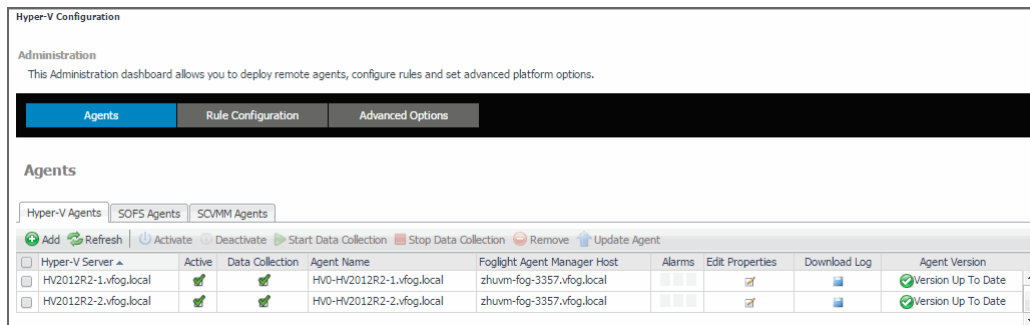 Hyper-V Configuration
Administration
This Administration dashboard allows you to deploy remote agents, configure rules and set advanced platform options.
Agents Rule Configuration Advanced Options
Agents
Hyper-V Agents SOFS Agents SCVMM Agents
Add Refresh Activate Deactivate Start Data Collection Stop Data Collection Remove Update Agent
Hyper-V Server Active Data Collection Agent Name Foglight Agent Manager Host Alarms Edit Properties Download Log Agent Version
HV2012R2-1.vfog.local HV0-HV2012R2-1.vfog.local zhuvm-fog-3357.vfog.local Version Up To Date
HV2012R2-2.vfog.local HV0-HV2012R2-2.vfog.local zhuvm-fog-3357.vfog.local Version Up To Date